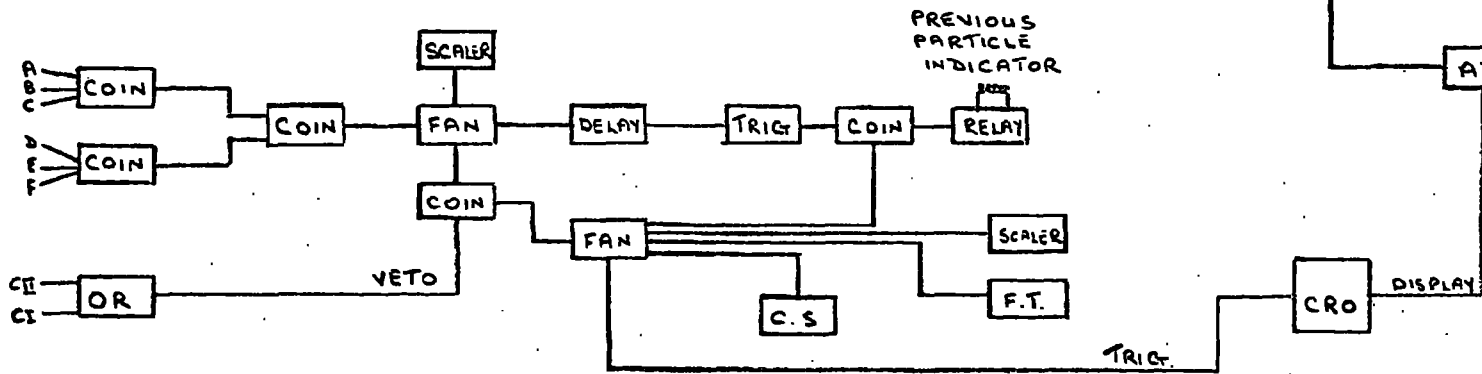 PREVIOUS
PARTICLE
INDICATOR
SCALER
A
B
C
COIN
COIN
FAN
DELAY
TRIG
COIN
RELAY
D
E
F
COIN
COIN
FAN
SCALER
CII
CI
OR
VETO
C.S
F.T.
CRO
DISPLAY
TRIG.